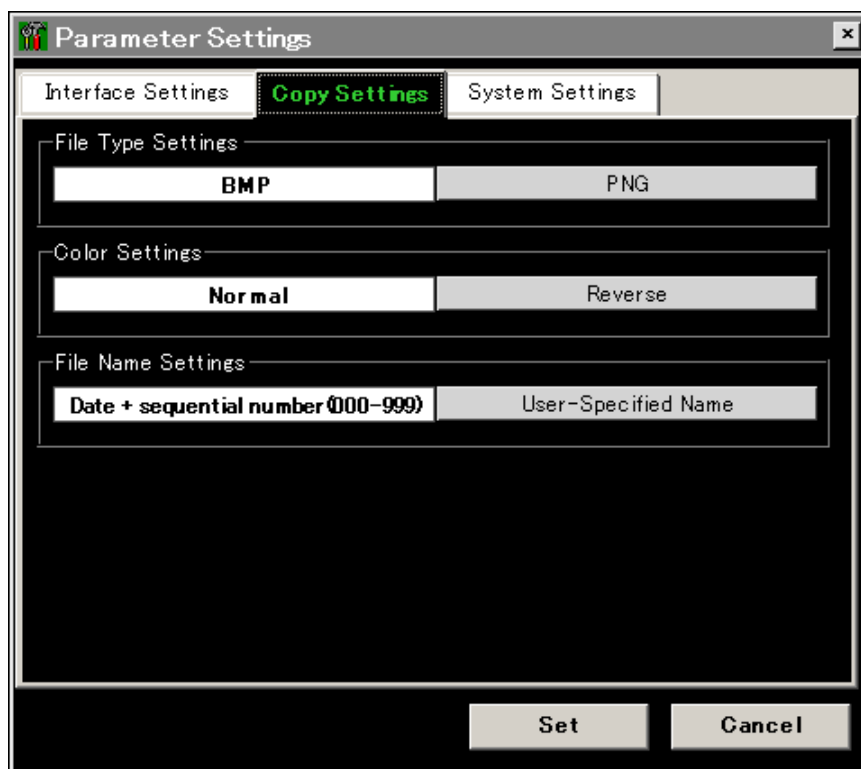 Parameter Settings
Interface Settings Copy Settings System Settings
File Type Settings
BMP PNG
Color Settings
Normal Reverse
File Name Settings
Date + sequential number(000-999) User-Specified Name
Set Cancel